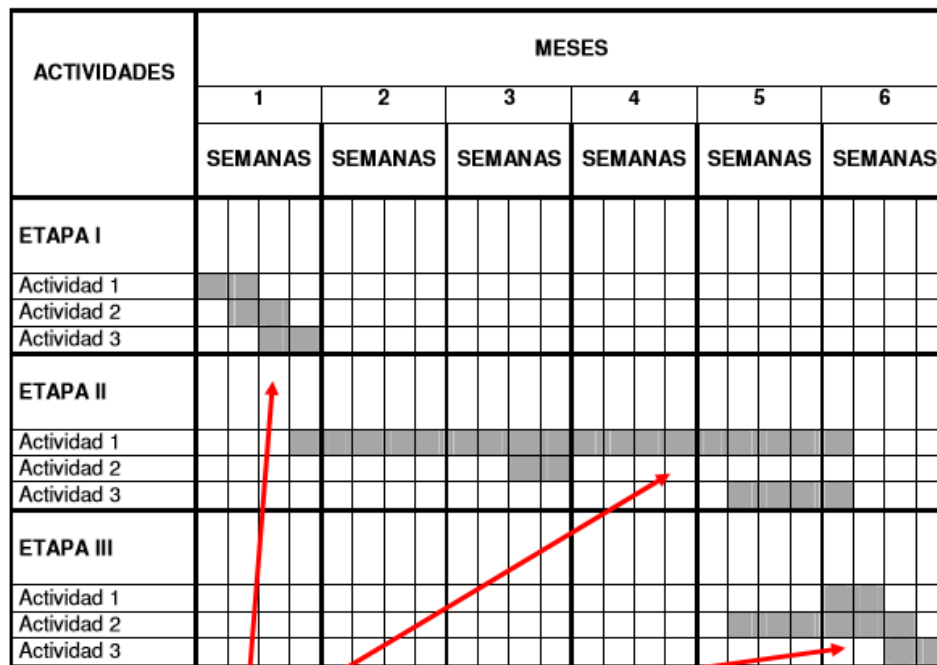 ACTIVIDADES
MESES
1 2 3 4 5 6
SEMANAS SEMANAS SEMANAS SEMANAS SEMANAS SEMANAS
ETAPA I
Actividad 1
Actividad 2
Actividad 3
ETAPA II
Actividad 1
Actividad 2
Actividad 3
ETAPA III
Actividad 1
Actividad 2
Actividad 3